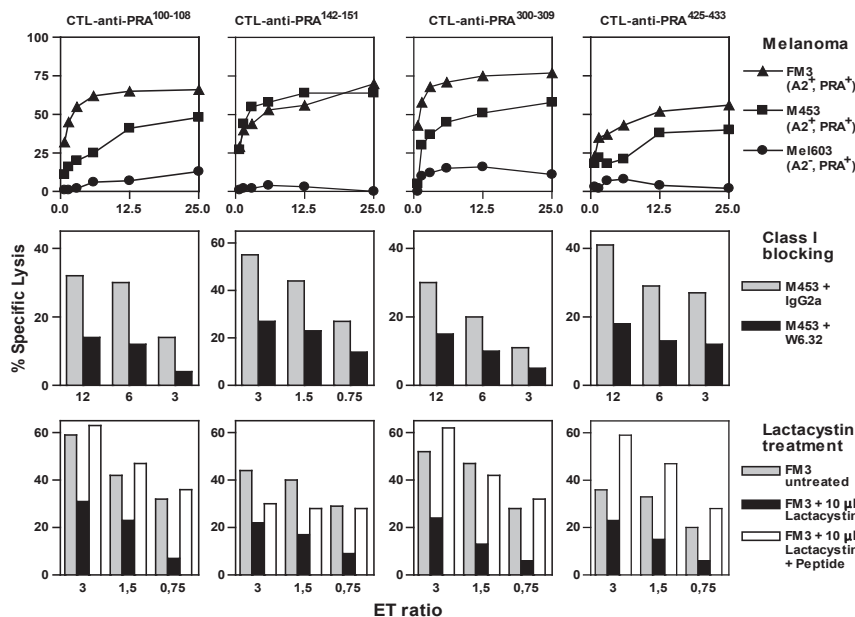 CTL-anti-PRA100-108 CTL-anti-PRA142-151 CTL-anti-PRA300-309 CTL-anti-PRA425-433
100
75
50
25
0
0.0 12.5 25.0 0.0 12.5 25.0 0.0 12.5 25.0 0.0 12.5 25.0
Melanoma
FM3
(A2+, PRA+)
M453
(A2+, PRA+)
Mel603
(A2-, PRA+)
% Specific Lysis
40
20
0
12 6 3
60
40
20
0
3 1.5 0.75
40
20
0
12 6 3
40
20
0
12 6 3
Class I
blocking
M453 +
IgG2a
M453 +
W6.32
60
40
20
0
3 1,5 0,75
60
40
20
0
3 1,5 0,75
60
40
20
0
3 1,5 0,75
60
40
20
0
3 1,5 0,75
Lactacystin
treatment
FM3
untreated
FM3 + 10 µl
Lactacystin
FM3 + 10 µl
Lactacystin
+ Peptide
ET ratio